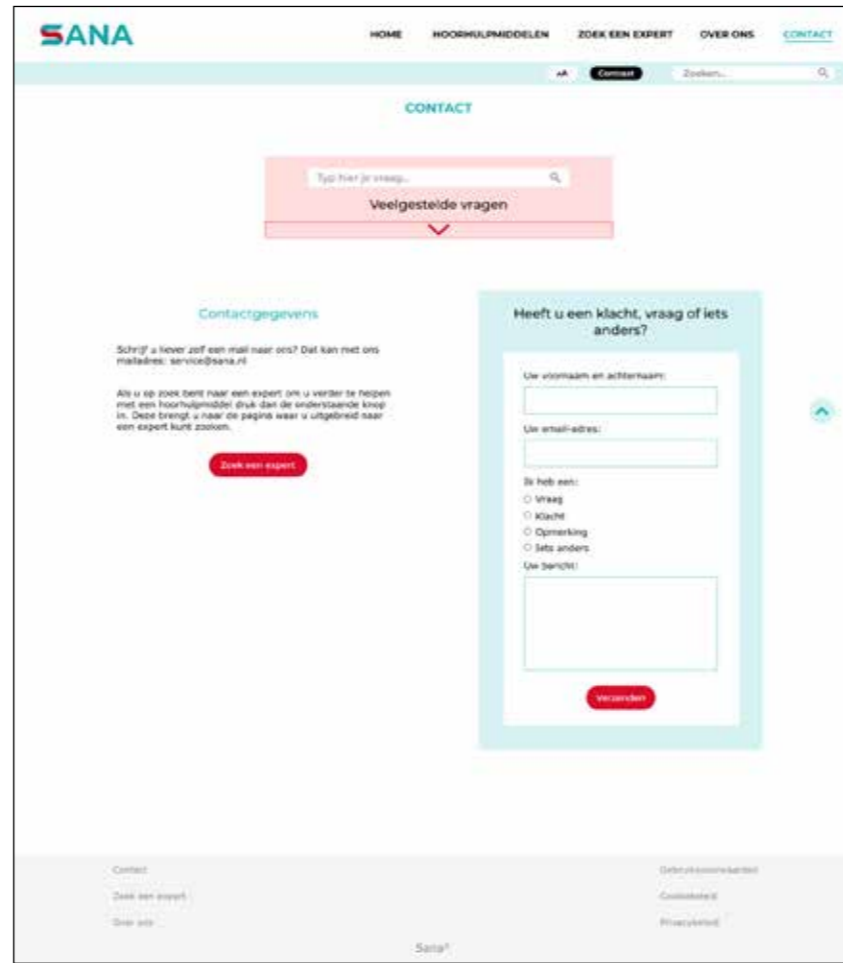 SANA
HOME HOORHULPMIDDELEN ZOEK EEN EXPERT OVER ONS CONTACT
AA Contrast Zoeken...
CONTACT
Typ hier je vraag...
Veelgestelde vragen
Contactgegevens
Schrijf u liever zelf een mail naar ons? Dat kan met ons
mailadres: service@sana.nl
Als u op zoek bent naar een expert om u verder te helpen
met een hoorhulpmiddel druk dan de onderstaande knop
in. Deze brengt u naar de pagina waar u uitgebreid naar
een expert kunt zoeken.
Zoek een expert
Heeft u een klacht, vraag of iets
anders?
Uw voornaam en achternaam:
Uw email-adres:
Ik heb een:
Vraag
Klacht
Opmerking
Iets anders
Uw bericht:
Verzenden
Contact
Zoek een expert
Over ons
Gebruiksvoorwaarden
Cookiebeleid
Privacybeleid